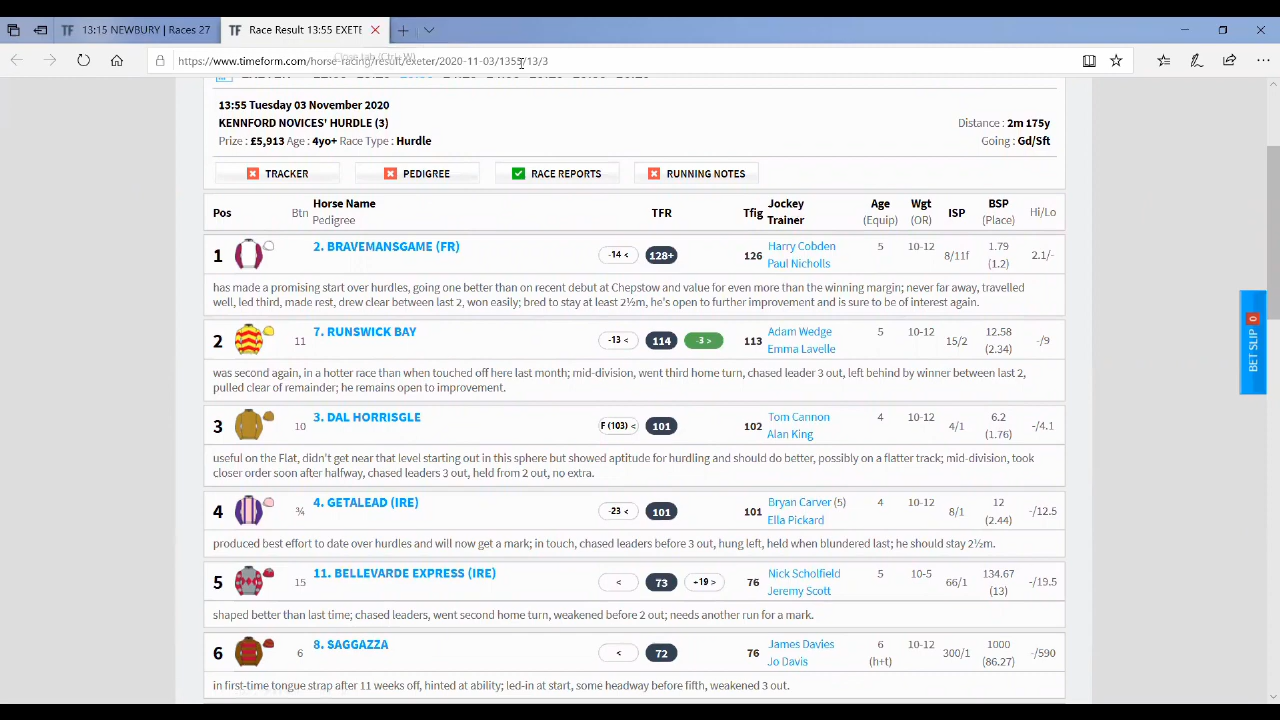 TF 13:15 NEWBURY | Races 27
TF Race Result 13:55 EXETE
Close tab (Ctrl+W)
https://www.timeform.com/horse-racing/result/exeter/2020-11-03/1355/13/3
13:55 Tuesday 03 November 2020
KENNFORD NOVICES' HURDLE (3)
Distance : 2m 175y
Prize : £5,913 Age : 4yo+ Race Type : Hurdle
Going : Gd/Sft
TRACKER PEDIGREE RACE REPORTS RUNNING NOTES
Pos Btn Horse Name Pedigree TFR Tfig Jockey Trainer Age (Equip) Wgt (OR) ISP BSP (Place) Hi/Lo
1 2. BRAVEMANSGAME (FR) -14 < 128+ 126 Harry Cobden 5 10-12 8/11f 1.79 2.1/-
Paul Nicholls (1.2)
has made a promising start over hurdles, going one better than on recent debut at Chepstow and value for even more than the winning margin; never far away, travelled
well, led third, made rest, drew clear between last 2, won easily; bred to stay at least 2½m, he's open to further improvement and is sure to be of interest again.
2 11 7. RUNSWICK BAY -13 < 114 -3 > 113 Adam Wedge 5 10-12 15/2 12.58 -/9
Emma Lavelle (2.34)
was second again, in a hotter race than when touched off here last month; mid-division, went third home turn, chased leader 3 out, left behind by winner between last 2,
pulled clear of remainder; he remains open to improvement.
3 10 3. DAL HORRISGLE F (103) < 101 102 Tom Cannon 4 10-12 4/1 6.2 -/4.1
Alan King (1.76)
useful on the Flat, didn't get near that level starting out in this sphere but showed aptitude for hurdling and should do better, possibly on a flatter track; mid-division, took
closer order soon after halfway, chased leaders 3 out, held from 2 out, no extra.
4 ¾ 4. GETALEAD (IRE) -23 < 101 101 Bryan Carver (5) 4 10-12 8/1 12 -/12.5
Ella Pickard (2.44)
produced best effort to date over hurdles and will now get a mark; in touch, chased leaders before 3 out, hung left, held when blundered last; he should stay 2½m.
5 15 11. BELLEVARDE EXPRESS (IRE) < 73 +19 > 76 Nick Scholfield 5 10-5 66/1 134.67 -/19.5
Jeremy Scott (13)
shaped better than last time; chased leaders, went second home turn, weakened before 2 out; needs another run for a mark.
6 6 8. SAGGAZZA < 72 76 James Davies 6 10-12 300/1 1000 -/590
Jo Davis (h+t) (86.27)
in first-time tongue strap after 11 weeks off, hinted at ability; led-in at start, some headway before fifth, weakened 3 out.
BET SLIP 0